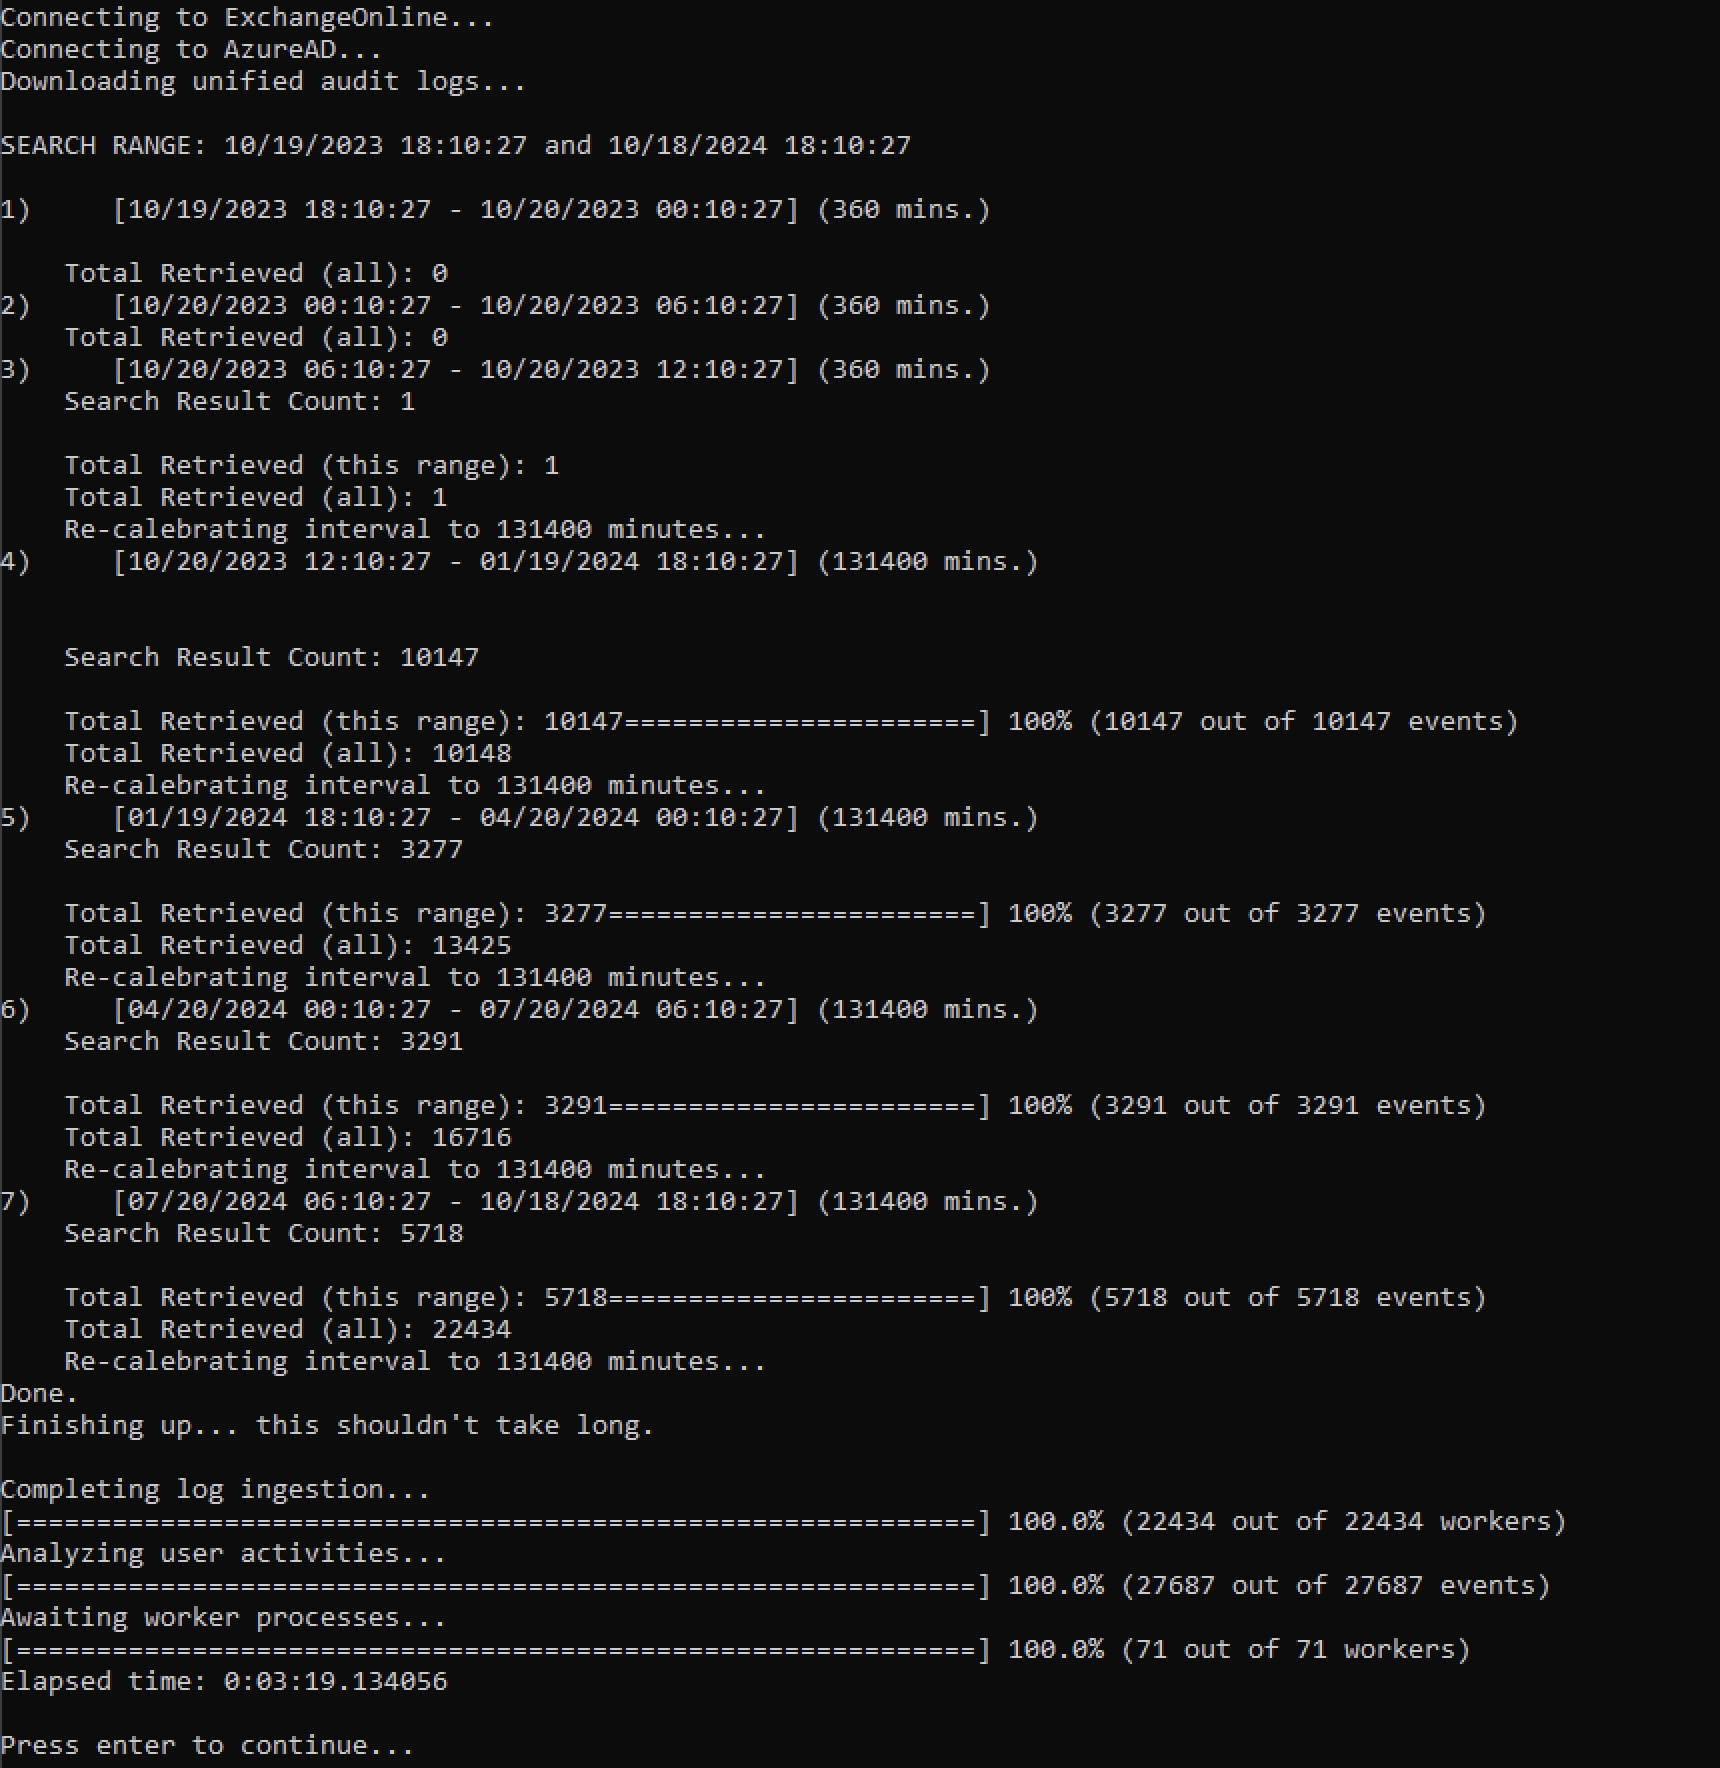 Connecting to ExchangeOnline...
Connecting to AzureAD...
Downloading unified audit logs...
SEARCH RANGE: 10/19/2023 18:10:27 and 10/18/2024 18:10:27
1)     [10/19/2023 18:10:27 - 10/20/2023 00:10:27] (360 mins.)
Total Retrieved (all): 0
2)     [10/20/2023 00:10:27 - 10/20/2023 06:10:27] (360 mins.)
Total Retrieved (all): 0
3)     [10/20/2023 06:10:27 - 10/20/2023 12:10:27] (360 mins.)
Search Result Count: 1
Total Retrieved (this range): 1
Total Retrieved (all): 1
Re-calebrating interval to 131400 minutes...
4)     [10/20/2023 12:10:27 - 01/19/2024 18:10:27] (131400 mins.)
Search Result Count: 10147
Total Retrieved (this range): 10147======================] 100% (10147 out of 10147 events)
Total Retrieved (all): 10148
Re-calebrating interval to 131400 minutes...
5)     [01/19/2024 18:10:27 - 04/20/2024 00:10:27] (131400 mins.)
Search Result Count: 3277
Total Retrieved (this range): 3277=======================] 100% (3277 out of 3277 events)
Total Retrieved (all): 13425
Re-calebrating interval to 131400 minutes...
6)     [04/20/2024 00:10:27 - 07/20/2024 06:10:27] (131400 mins.)
Search Result Count: 3291
Total Retrieved (this range): 3291=======================] 100% (3291 out of 3291 events)
Total Retrieved (all): 16716
Re-calebrating interval to 131400 minutes...
7)     [07/20/2024 06:10:27 - 10/18/2024 18:10:27] (131400 mins.)
Search Result Count: 5718
Total Retrieved (this range): 5718=======================] 100% (5718 out of 5718 events)
Total Retrieved (all): 22434
Re-calebrating interval to 131400 minutes...
Done.
Finishing up... this shouldn't take long.
Completing log ingestion...
[============================================================] 100.0% (22434 out of 22434 workers)
Analyzing user activities...
[============================================================] 100.0% (27687 out of 27687 events)
Awaiting worker processes...
[============================================================] 100.0% (71 out of 71 workers)
Elapsed time: 0:03:19.134056
Press enter to continue...